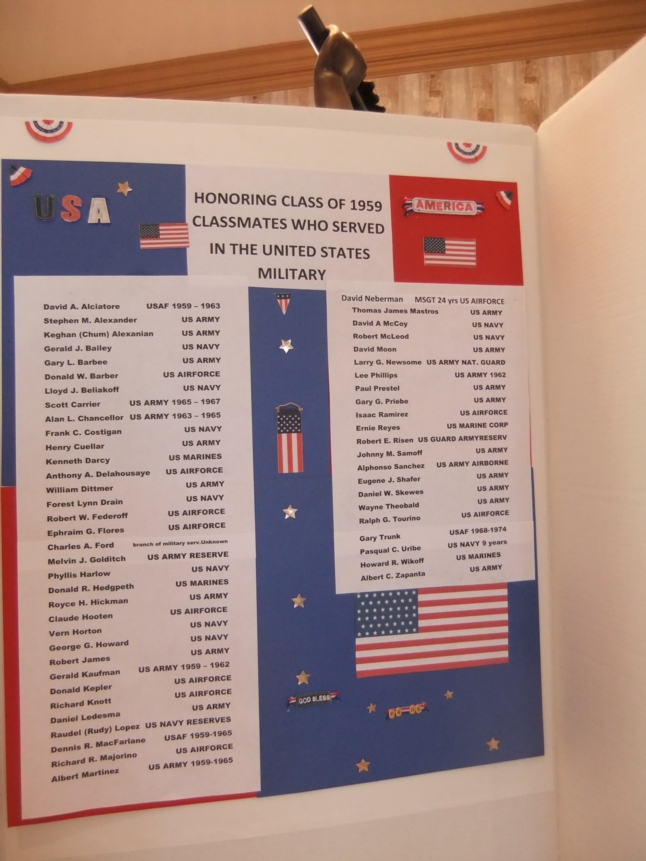 USA
AMERICA
HONORING CLASS OF 1959
CLASSMATES WHO SERVED
IN THE UNITED STATES
MILITARY
David A. Alciatore USAF 1959 – 1963
Stephen M. Alexander US ARMY
Keghan (Chum) Alexanian US ARMY
Gerald J. Bailey US NAVY
Gary L. Barbee US ARMY
Donald W. Barber US AIRFORCE
Lloyd J. Beliakoff US NAVY
Scott Carrier US ARMY 1965 – 1967
Alan L. Chancellor US ARMY 1963 – 1965
Frank C. Costigan US NAVY
Henry Cuellar US ARMY
Kenneth Darcy US MARINES
Anthony A. Delahousaye US AIRFORCE
William Dittmer US ARMY
Forest Lynn Drain US NAVY
Robert W. Federoff US AIRFORCE
Ephraim G. Flores US AIRFORCE
Charles A. Ford branch of military serv.Unknown
Melvin J. Golditch US ARMY RESERVE
Phyllis Harlow US NAVY
Donald R. Hedgpeth US MARINES
Royce H. Hickman US ARMY
Claude Hooten US AIRFORCE
Vern Horton US NAVY
George G. Howard US NAVY
Robert James US ARMY
Gerald Kaufman US ARMY 1959 – 1962
Donald Kepler US AIRFORCE
Richard Knott US AIRFORCE
Daniel Ledesma US ARMY
Raudel (Rudy) Lopez US NAVY RESERVES
Dennis R. MacFarlane USAF 1959-1965
Richard R. Majorino US AIRFORCE
Albert Martinez US ARMY 1959-1965
David Neberman MSGT 24 yrs US AIRFORCE
Thomas James Mastros US ARMY
David A McCoy US NAVY
Robert McLeod US NAVY
David Moon US ARMY
Larry G. Newsome US ARMY NAT. GUARD
Lee Phillips US ARMY 1962
Paul Prestel US ARMY
Gary G. Priebe US ARMY
Isaac Ramirez US AIRFORCE
Ernie Reyes US MARINE CORP
Robert E. Risen US GUARD ARMYRESERV
Johnny M. Samoff US ARMY
Alphonso Sanchez US ARMY AIRBORNE
Eugene J. Shafer US ARMY
Daniel W. Skewes US ARMY
Wayne Theobald US ARMY
Ralph G. Tourino US AIRFORCE
Gary Trunk USAF 1968-1974
Pasqual C. Uribe US NAVY 9 years
Howard R. Wikoff US MARINES
Albert C. Zapanta US ARMY
GOD BLESS